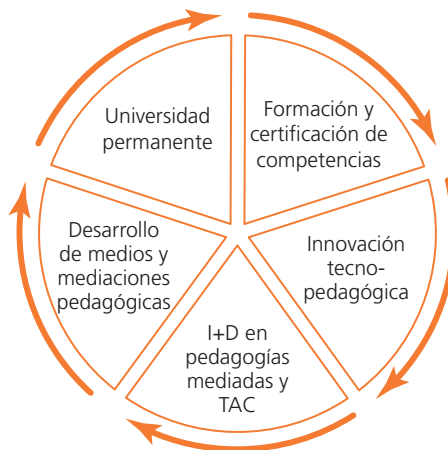 Universidad
permanente
Formación y
certificación de
competencias
Innovación
tecno-
pedagógica
I+D en
pedagogías
mediadas y
TAC
Desarrollo
de medios y
mediaciones
pedagógicas